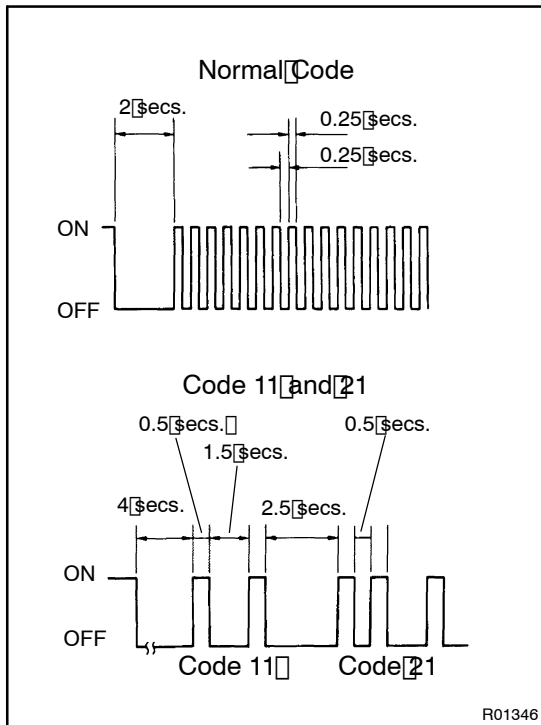 Normal Code
2 secs.
0.25 secs.
0.25 secs.
ON
OFF
Code 11 and 21
0.5 secs.
0.5 secs.
1.5 secs.
4 secs.
2.5 secs.
ON
OFF
Code 11
Code 21
R01346